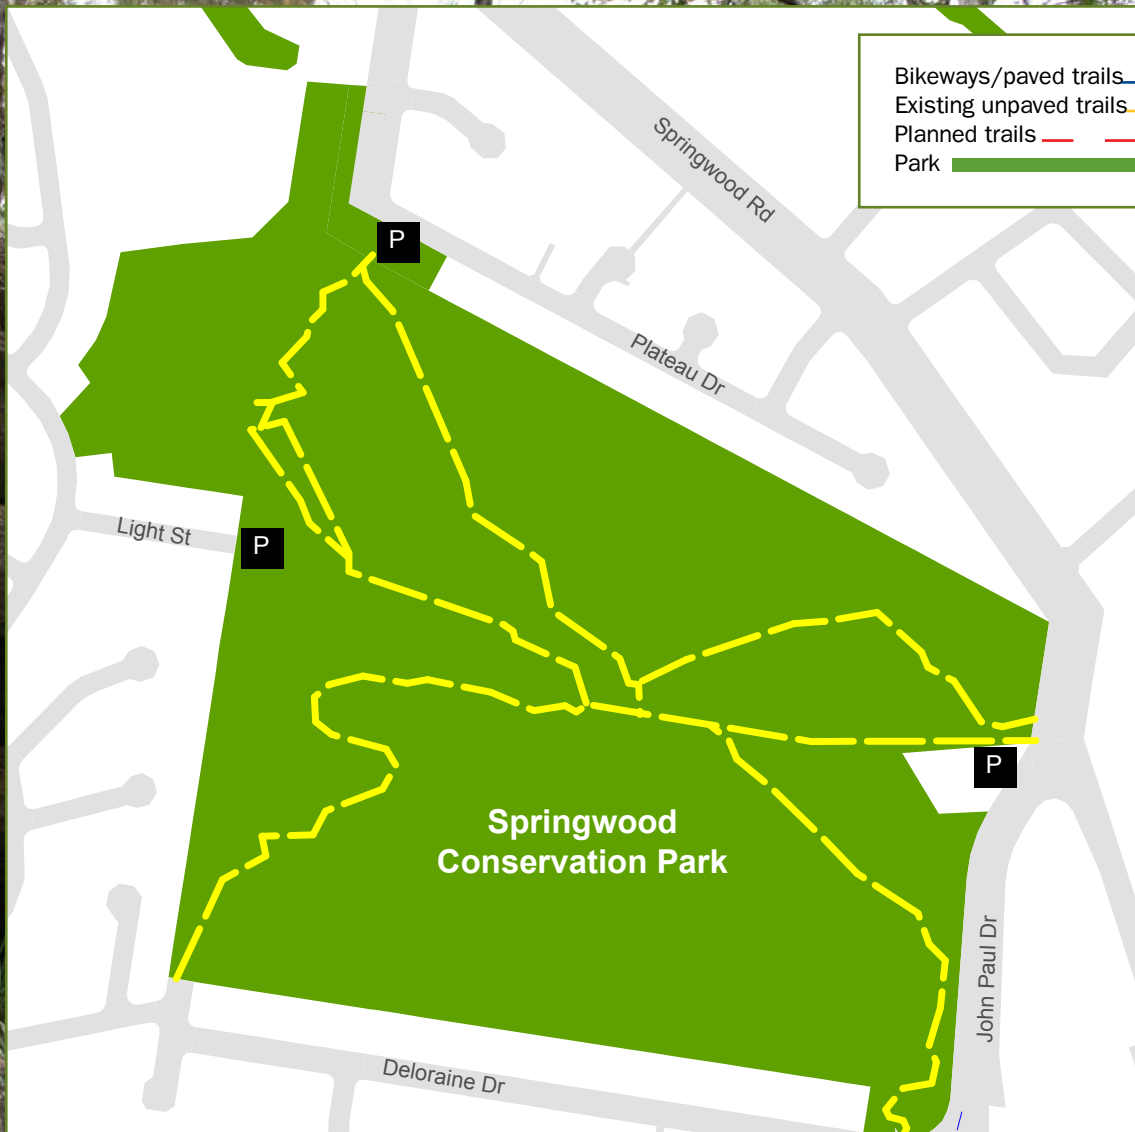 Bikeways/paved trails
Existing unpaved trails
Planned trails
Park
Springwood Rd
P
Plateau Dr
Light St
P
P
Springwood
Conservation Park
John Paul Dr
Deloraine Dr